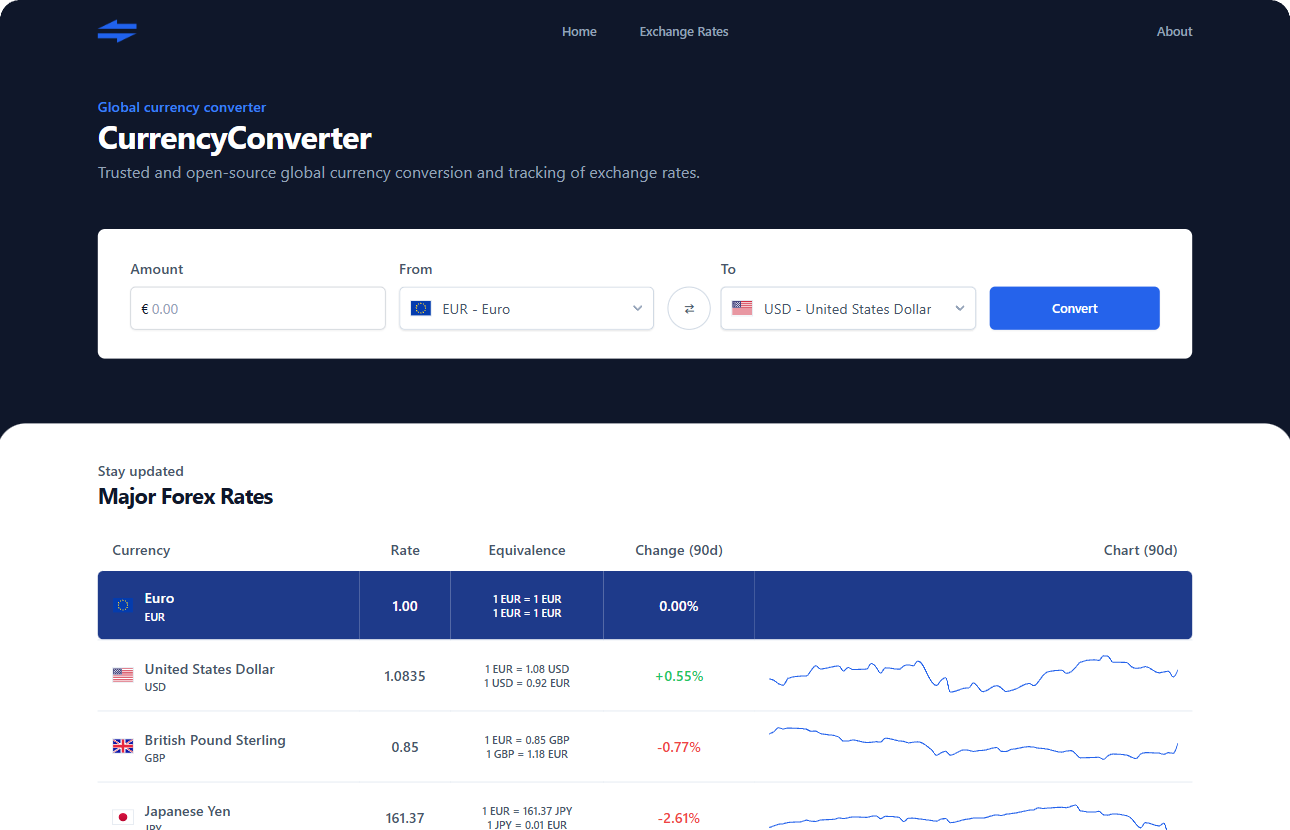 Home Exchange Rates About
Global currency converter
CurrencyConverter
Trusted and open-source global currency conversion and tracking of exchange rates.
Amount From To
€ 0.00 EUR - Euro USD - United States Dollar Convert
Stay updated
Major Forex Rates
Currency Rate Equivalence Change (90d) Chart (90d)
Euro
EUR
1.00
1 EUR = 1 EUR
1 EUR = 1 EUR
0.00%
United States Dollar
USD
1.0835
1 EUR = 1.08 USD
1 USD = 0.92 EUR
+0.55%
British Pound Sterling
GBP
0.85
1 EUR = 0.85 GBP
1 GBP = 1.18 EUR
-0.77%
Japanese Yen
JPY
161.37
1 EUR = 161.37 JPY
1 JPY = 0.01 EUR
-2.61%